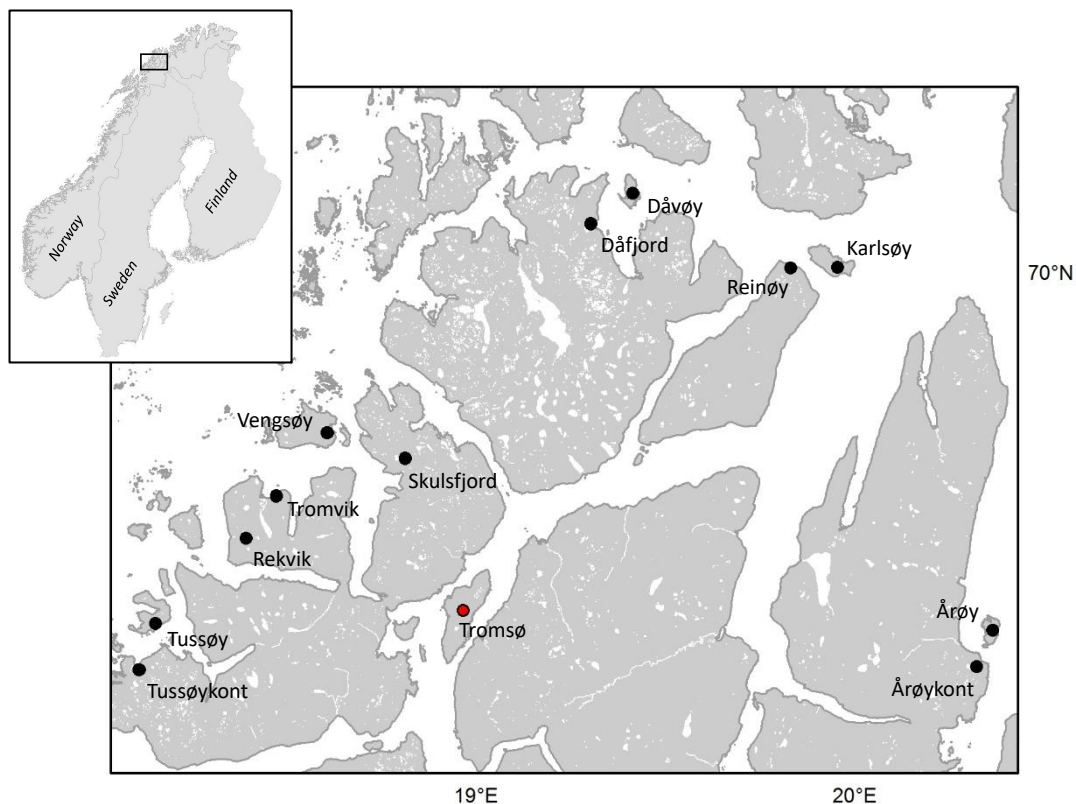 Norway
Sweden
Finland
Dåvøy
Dåfjord
Karlsøy
Reinøy
70°N
Vengsøy
Skulsfjord
Tromvik
Rekvik
Tromsø
Årøy
Tussøy
Tussøykont
Årøykont
19°E
20°E